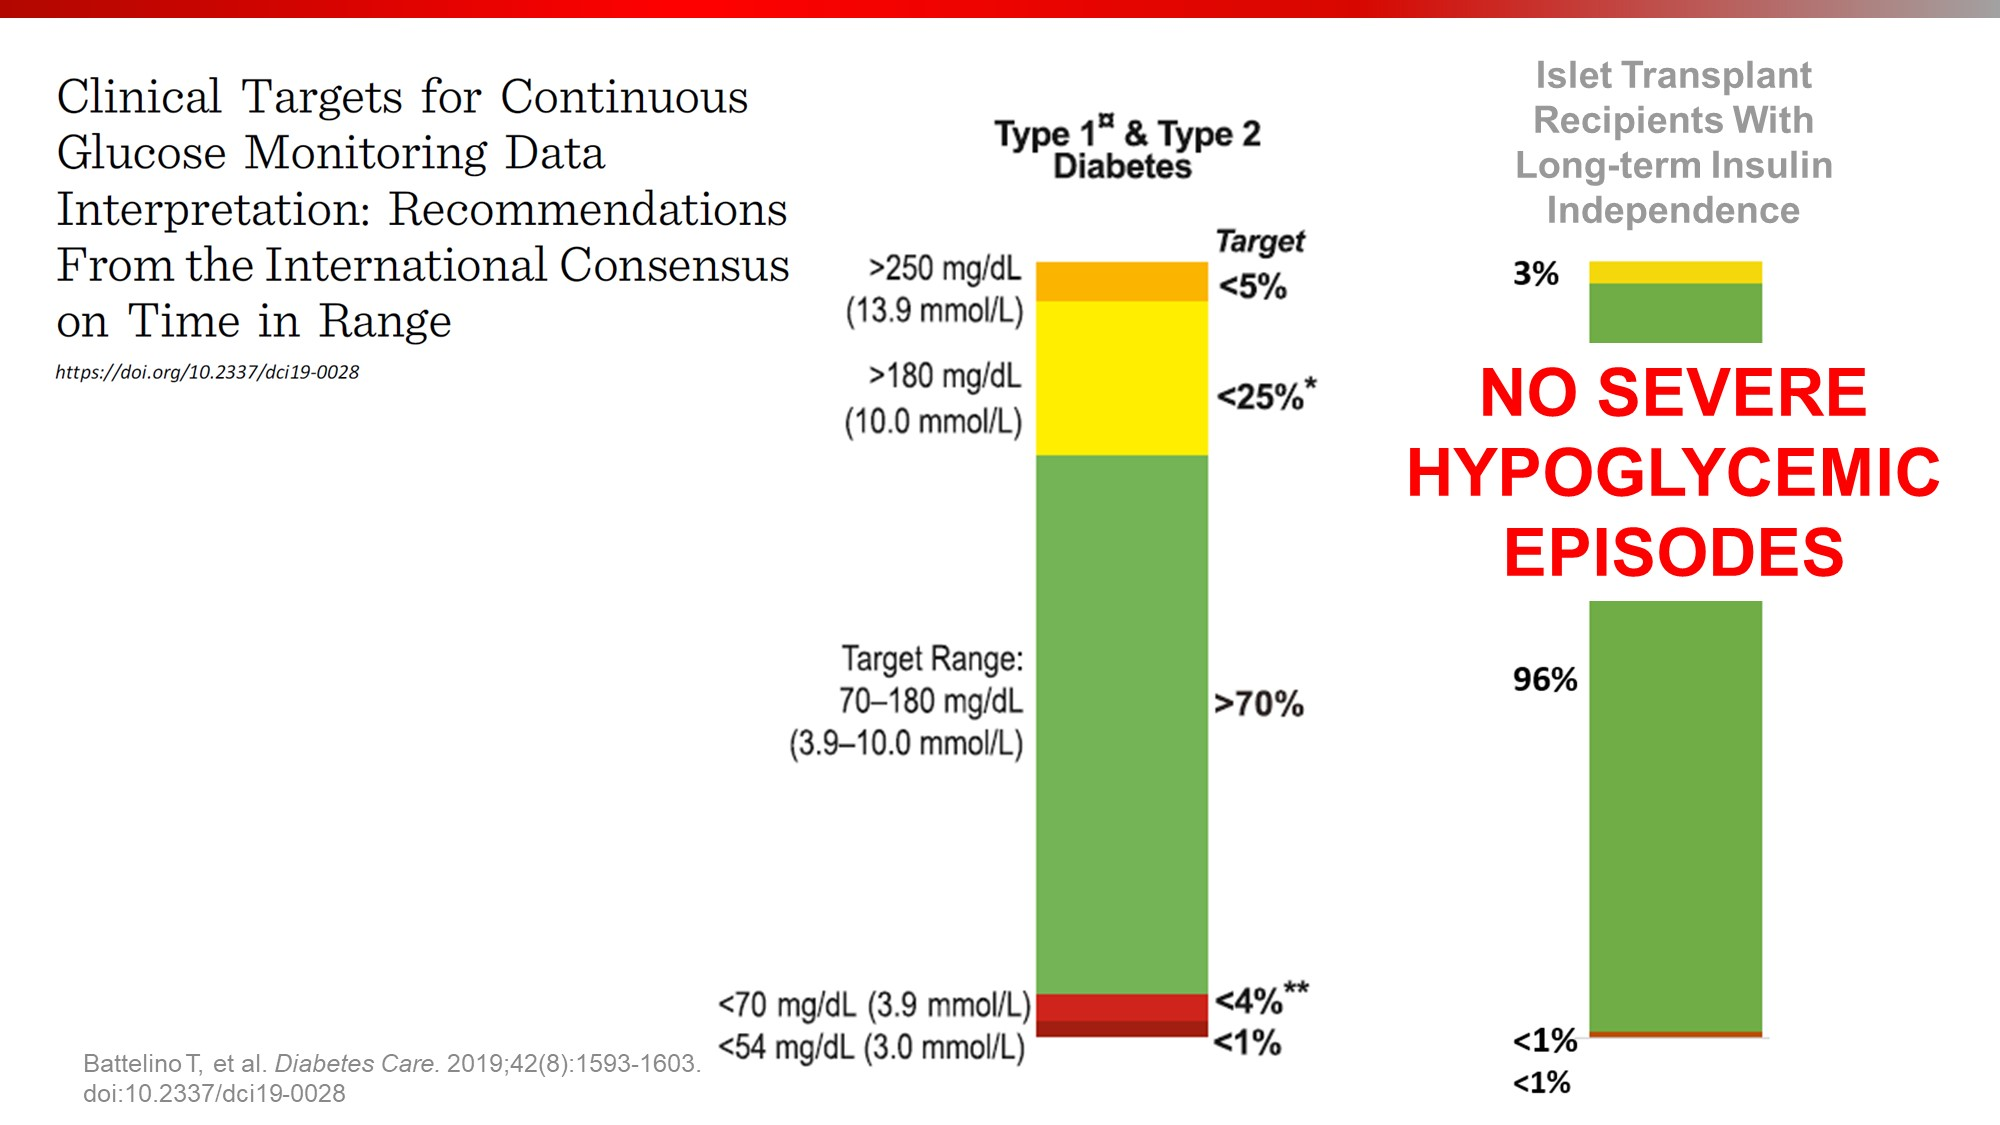 Clinical Targets for Continuous
Glucose Monitoring Data
Interpretation: Recommendations
From the International Consensus
on Time in Range
https://doi.org/10.2337/dci19-0028
Type 1¤ & Type 2
Diabetes
Target
>250 mg/dL
(13.9 mmol/L)
<5%
>180 mg/dL
(10.0 mmol/L)
<25%*
Target Range:
70–180 mg/dL
(3.9–10.0 mmol/L)
>70%
<70 mg/dL (3.9 mmol/L)
<4%**
<54 mg/dL (3.0 mmol/L)
<1%
Islet Transplant
Recipients With
Long-term Insulin
Independence
3%
NO SEVERE
HYPOGLYCEMIC
EPISODES
96%
<1%
<1%
Battelino T, et al. Diabetes Care. 2019;42(8):1593-1603.
doi:10.2337/dci19-0028